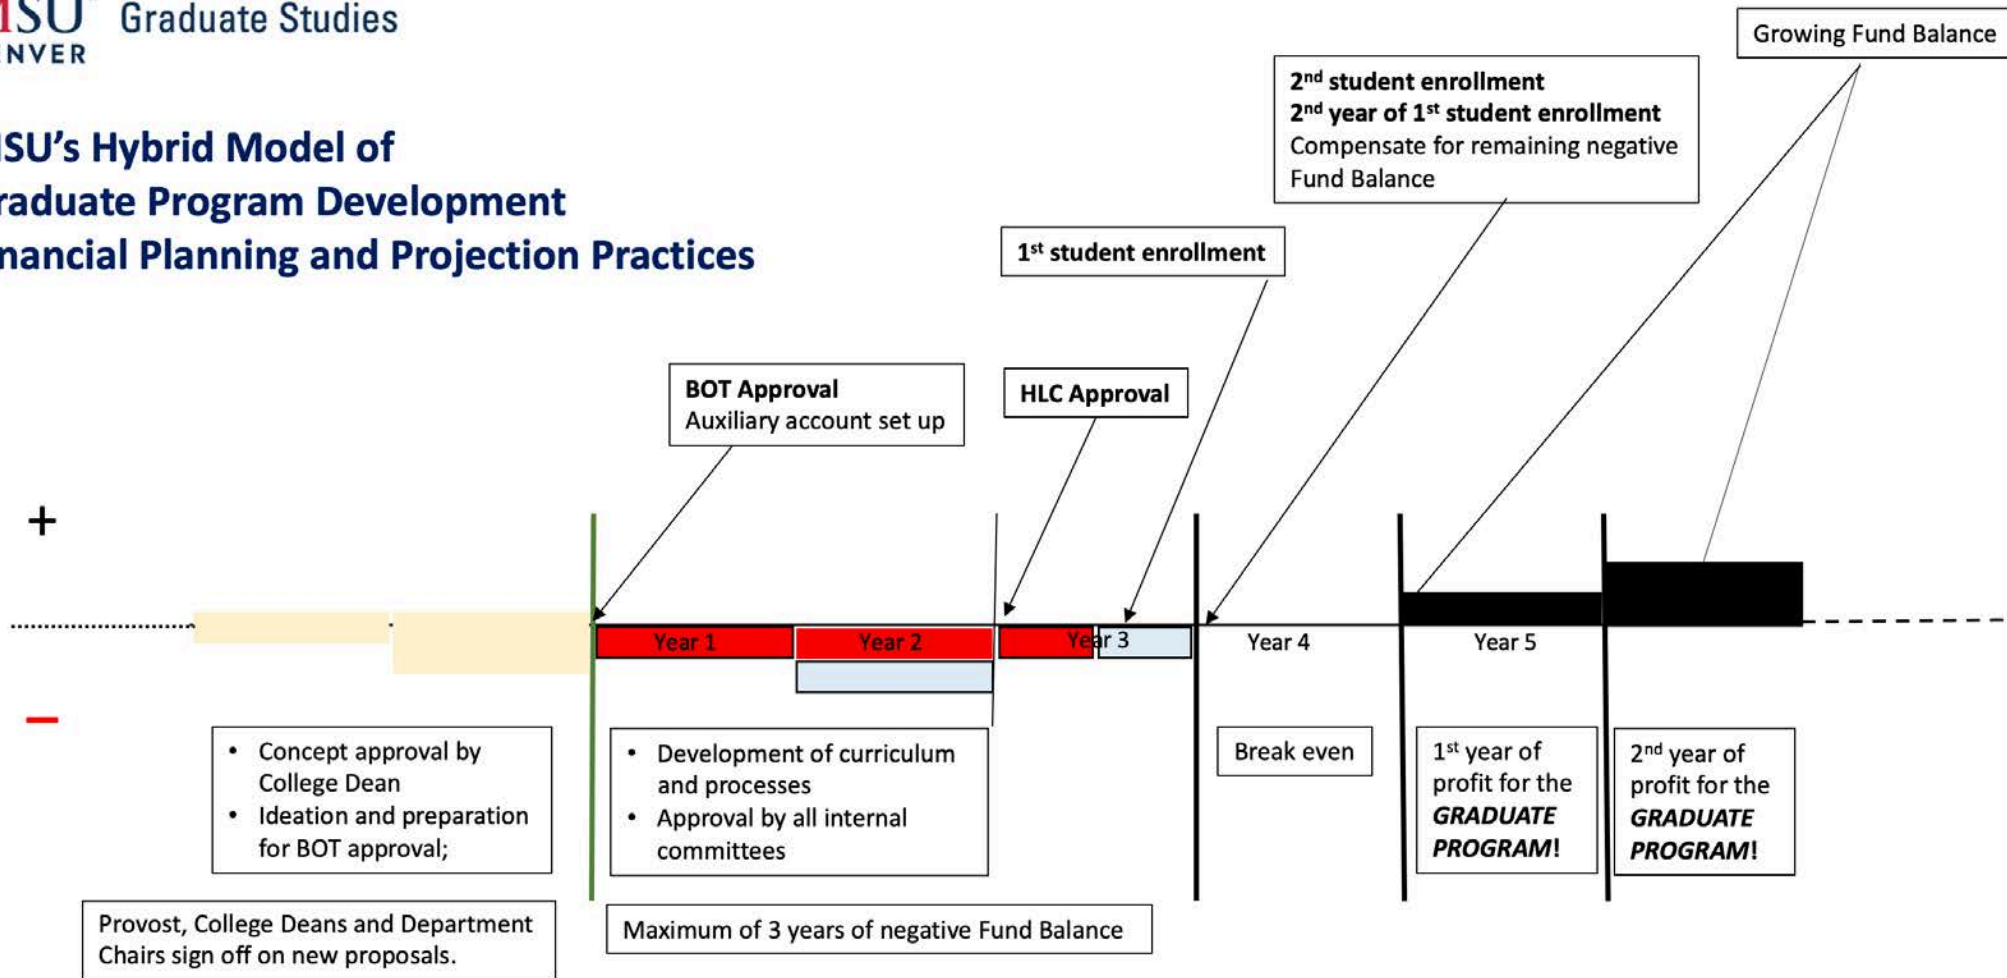 MSU Graduate Studies
NVER
SU's Hybrid Model of
raduate Program Development
nancial Planning and Projection Practices
Growing Fund Balance
2nd student enrollment
2nd year of 1st student enrollment
Compensate for remaining negative
Fund Balance
1st student enrollment
BOT Approval
Auxiliary account set up
HLC Approval
+
Year 1
Year 2
Year 3
Year 4
Year 5
–
• Concept approval by
College Dean
• Ideation and preparation
for BOT approval;
• Development of curriculum
and processes
• Approval by all internal
committees
Break even
1st year of
profit for the
GRADUATE
PROGRAM!
2nd year of
profit for the
GRADUATE
PROGRAM!
Provost, College Deans and Department
Chairs sign off on new proposals.
Maximum of 3 years of negative Fund Balance